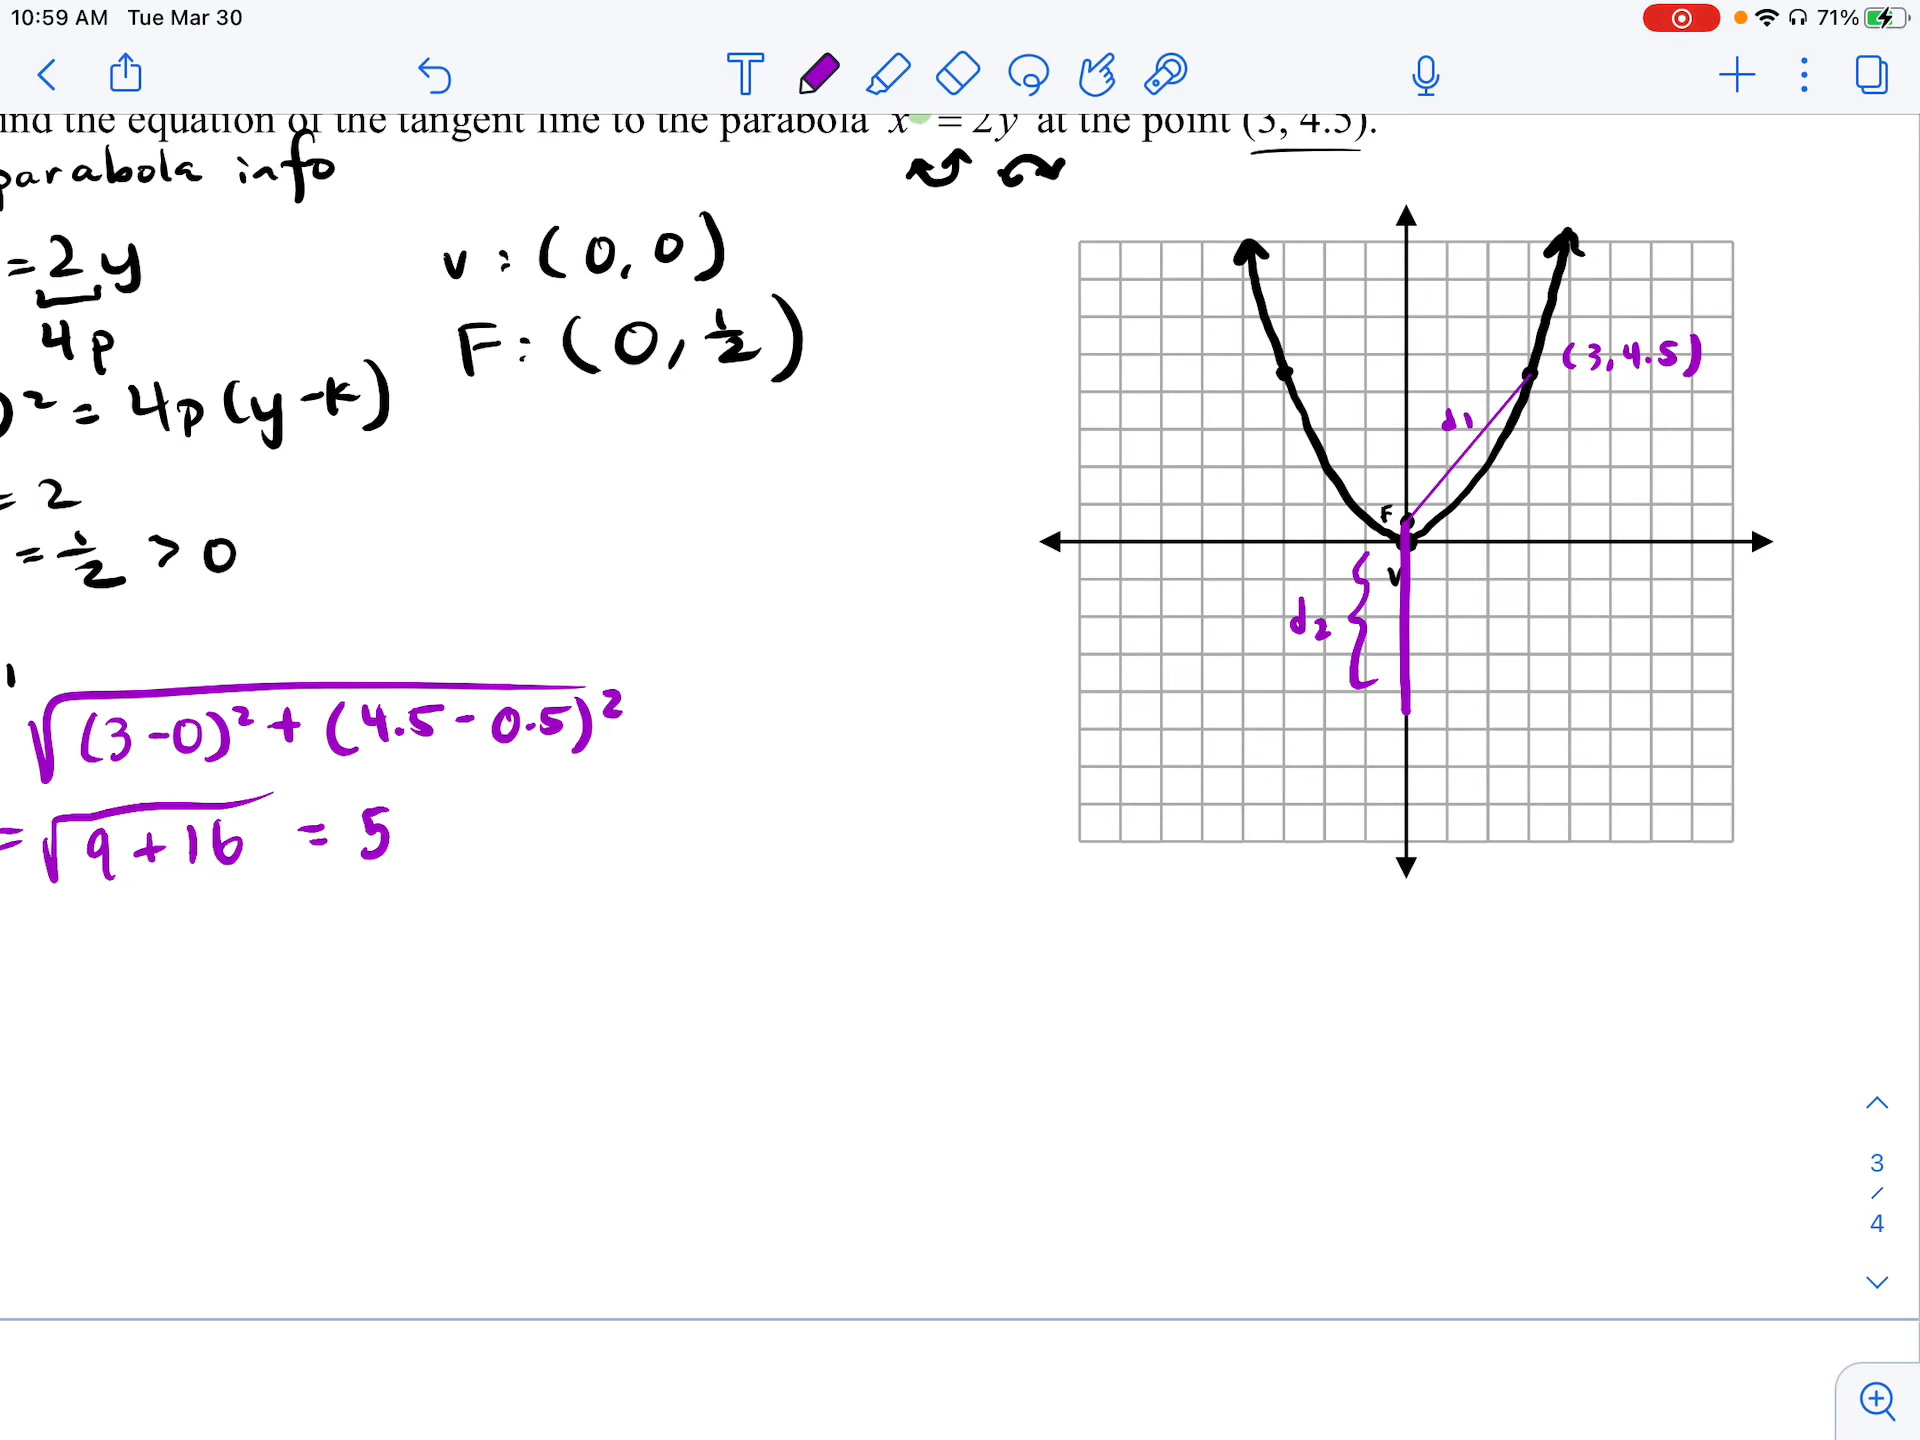 10:59 AM Tue Mar 30
71%
T
ind the equation of the tangent line to the parabola x = 2y at the point (3, 4.5).
parabola info
= 2y
4p
)² = 4p(y-k)
= 2
= 1/2 > 0
V: (0, 0)
F: (0, 1/2)
1
√(3-0)² + (4.5-0.5)²
= √9+16 = 5
(3, 4.5)
d1
F
V
d2
3
/
4